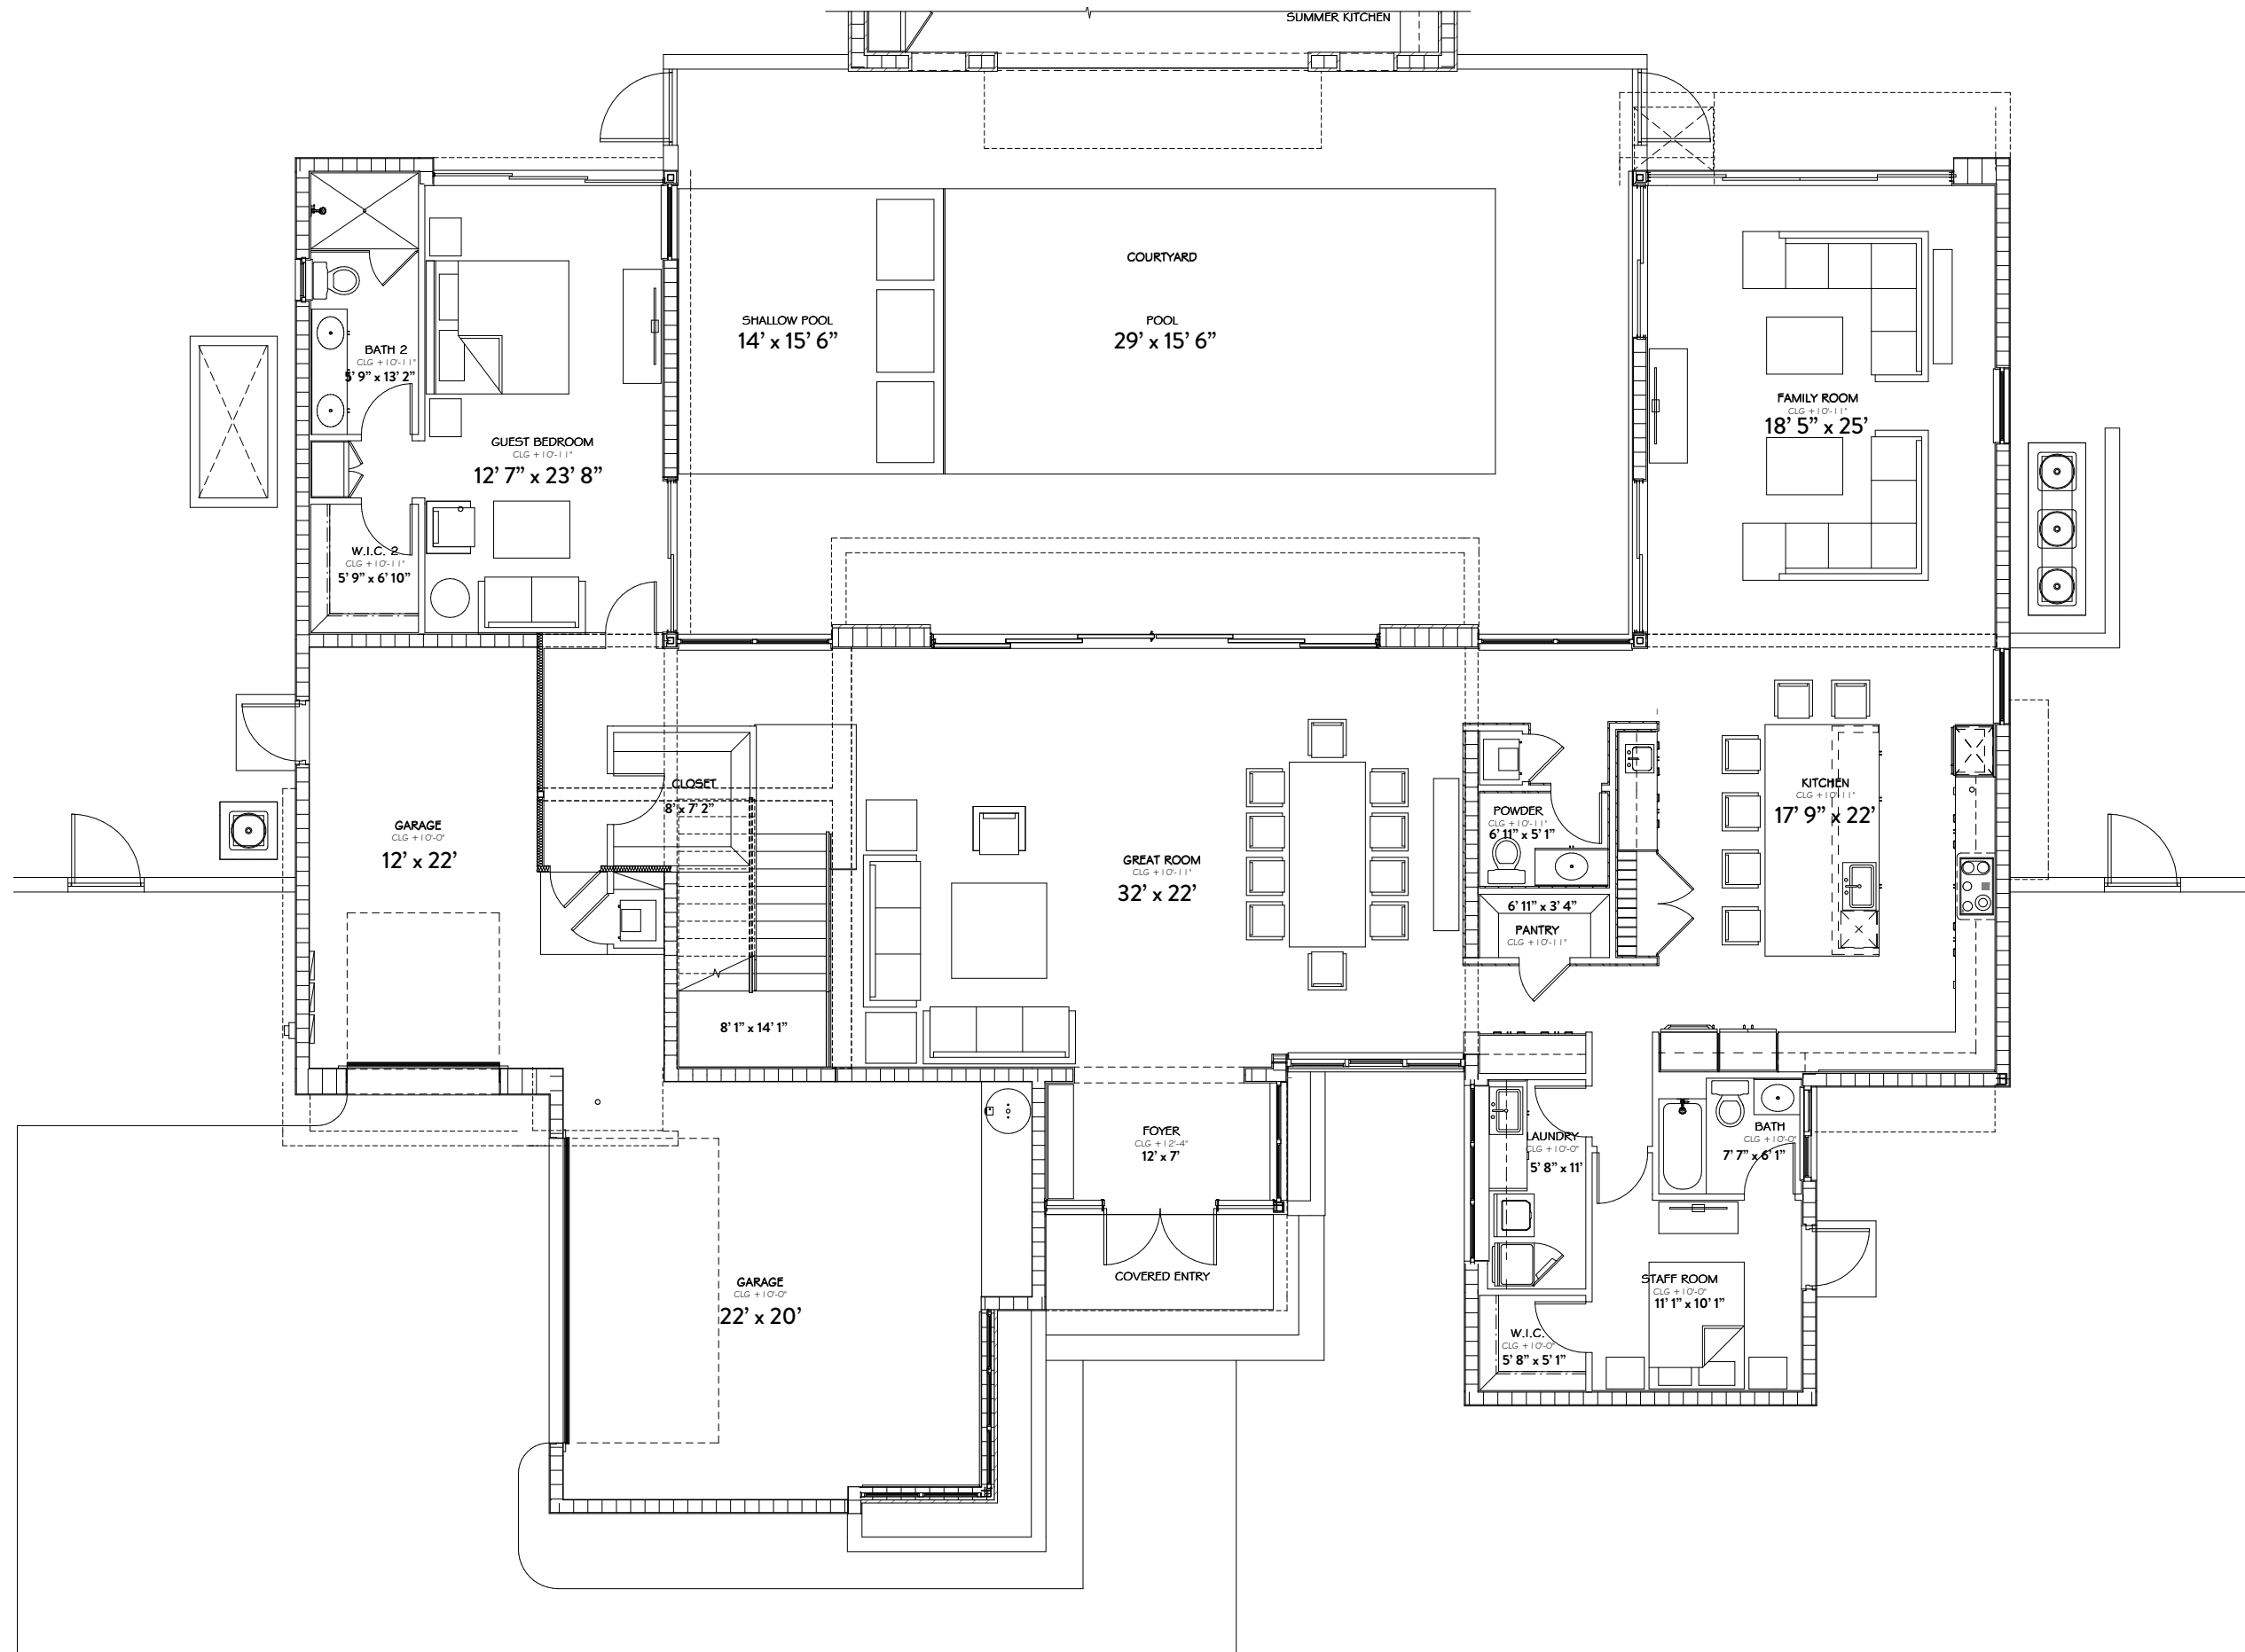 SUMMER KITCHEN
COURTYARD
SHALLOW POOL
14' x 15' 6"
POOL
29' x 15' 6"
BATH 2
CLG +10'-11"
5' 9" x 13' 2"
GUEST BEDROOM
CLG +10'-11"
12' 7" x 23' 8"
FAMILY ROOM
CLG +10'-11"
18' 5" x 25'
W.I.C. 2
CLG +10'-11"
5' 9" x 6' 10"
CLOSET
8' x 7' 2"
GARAGE
CLG +10'-0"
12' x 22'
GREAT ROOM
CLG +10'-11"
32' x 22'
POWDER
CLG +10'-11"
6' 11" x 5' 1"
KITCHEN
CLG +10'-11"
17' 9" x 22'
6' 11" x 3' 4"
PANTRY
CLG +10'-11"
8' 1" x 14' 1"
FOYER
CLG +12'-4"
12' x 7'
LAUNDRY
CLG +10'-0"
5' 8" x 11'
BATH
CLG +10'-0"
7' 7" x 6' 1"
COVERED ENTRY
GARAGE
CLG +10'-0"
22' x 20'
STAFF ROOM
CLG +10'-0"
11' 1" x 10' 1"
W.I.C.
CLG +10'-0"
5' 8" x 5' 1"